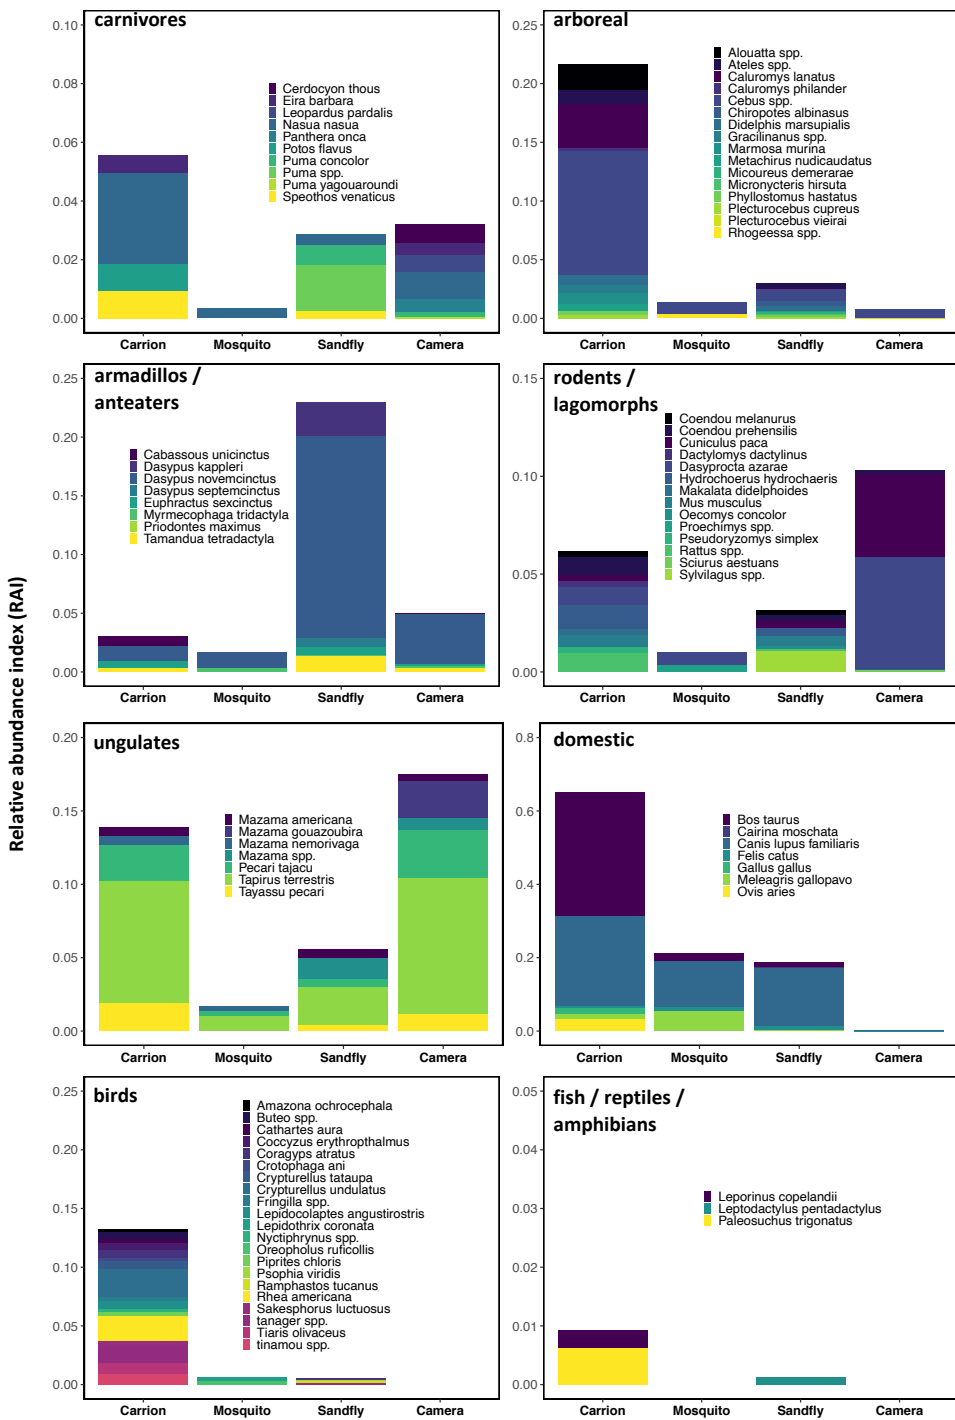 Relative abundance index (RAI)
carnivores
0.10
0.08
0.06
0.04
0.02
0.00
Cerdocyon thous
Eira barbara
Leopardus pardalis
Nasua nasua
Panthera onca
Potos flavus
Puma concolor
Puma spp.
Puma yagouaroundi
Speothos venaticus
Carrion Mosquito Sandfly Camera
arboreal
0.25
0.20
0.15
0.10
0.05
0.00
Alouatta spp.
Ateles spp.
Caluromys lanatus
Caluromys philander
Cebus spp.
Chiropotes albinasus
Didelphis marsupialis
Gracilinanus spp.
Marmosa murina
Metachirus nudicaudatus
Micoureus demerarae
Micronycteris hirsuta
Phyllostomus hastatus
Plecturocebus cupreus
Plecturocebus vieirai
Rhogeessa spp.
Carrion Mosquito Sandfly Camera
armadillos /
anteaters
0.25
0.20
0.15
0.10
0.05
0.00
Cabassous unicinctus
Dasypus kappleri
Dasypus novemcinctus
Dasypus septemcinctus
Euphractus sexcinctus
Myrmecophaga tridactyla
Priodontes maximus
Tamandua tetradactyla
Carrion Mosquito Sandfly Camera
rodents /
lagomorphs
0.15
0.10
0.05
0.00
Coendou melanurus
Coendou prehensilis
Cuniculus paca
Dactylomys dactylinus
Dasyprocta azarae
Hydrochoerus hydrochaeris
Makalata didelphoides
Mus musculus
Oecomys concolor
Proechimys spp.
Pseudoryzomys simplex
Rattus spp.
Sciurus aestuans
Sylvilagus spp.
Carrion Mosquito Sandfly Camera
ungulates
0.20
0.15
0.10
0.05
0.00
Mazama americana
Mazama gouazoubira
Mazama nemorivaga
Mazama spp.
Pecari tajacu
Tapirus terrestris
Tayassu pecari
Carrion Mosquito Sandfly Camera
domestic
0.8
0.6
0.4
0.2
0.0
Bos taurus
Cairina moschata
Canis lupus familiaris
Felis catus
Gallus gallus
Meleagris gallopavo
Ovis aries
Carrion Mosquito Sandfly Camera
birds
0.25
0.20
0.15
0.10
0.05
0.00
Amazona ochrocephala
Buteo spp.
Cathartes aura
Coccyzus erythropthalmus
Coragyps atratus
Crotophaga ani
Crypturellus tataupa
Crypturellus undulatus
Fringilla spp.
Lepidocolaptes angustirostris
Lepidothrix coronata
Nyctiphrynus spp.
Oreopholus ruficollis
Piprites chloris
Psophia viridis
Ramphastos tucanus
Rhea americana
Sakesphorus luctuosus
tanager spp.
Tiaris olivaceus
tinamou spp.
Carrion Mosquito Sandfly Camera
fish / reptiles /
amphibians
0.05
0.04
0.03
0.02
0.01
0.00
Leporinus copelandii
Leptodactylus pentadactylus
Paleosuchus trigonatus
Carrion Mosquito Sandfly Camera